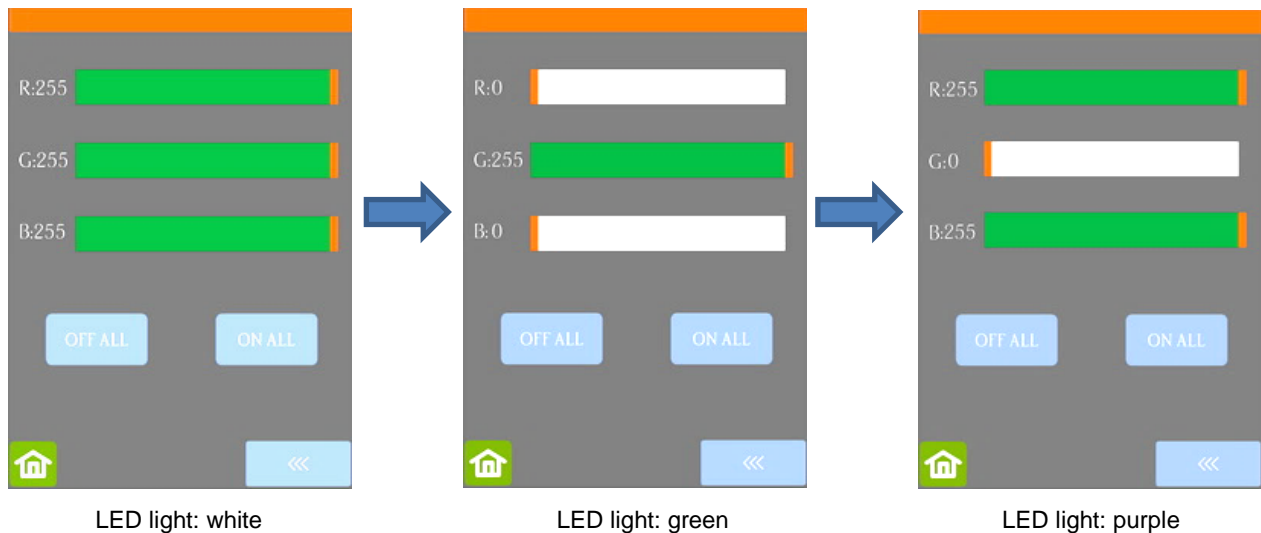 R:255
G:255
B:255
OFF ALL
ON ALL
<<<
LED light: white
R:0
G:255
B:0
OFF ALL
ON ALL
<<<
LED light: green
R:255
G:0
B:255
OFF ALL
ON ALL
<<<
LED light: purple